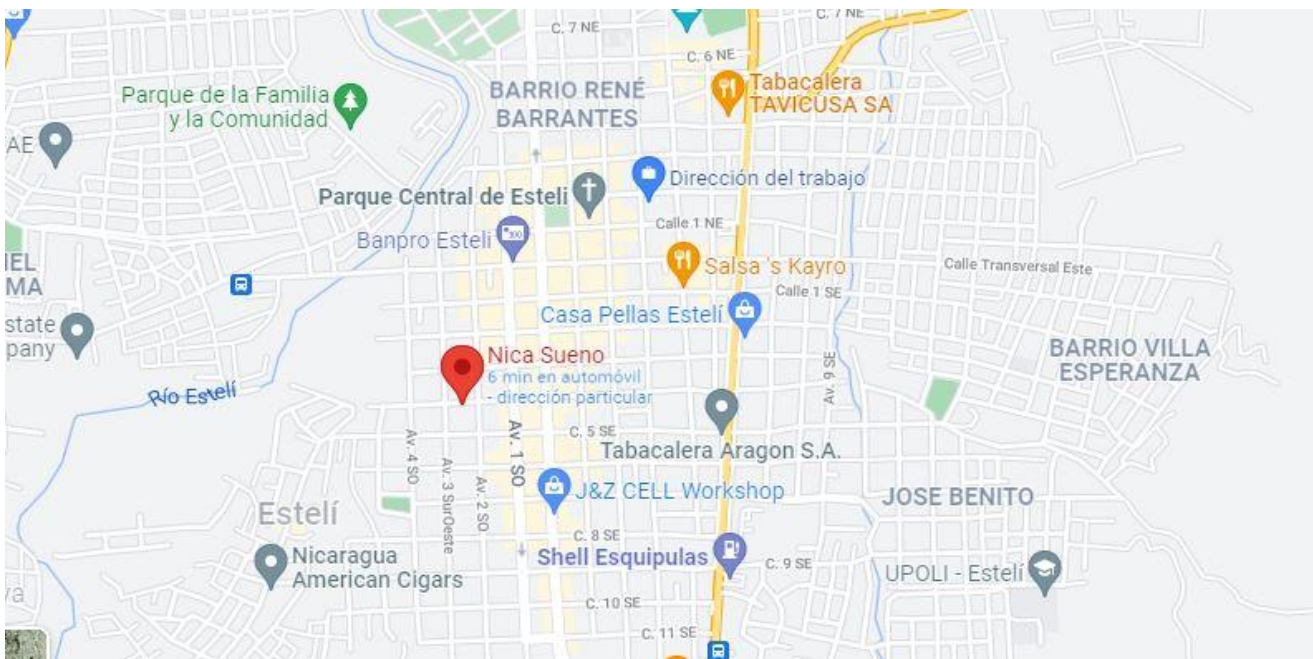 C. 7 NE
C. 7 NE
C. 6 NE
Parque de la Familia
y la Comunidad
BARRIO RENÉ
BARRANTES
Tabacalera
TAVICUSA SA
AE
Parque Central de Esteli
Dirección del trabajo
Calle 1 NE
Banpro Esteli
Salsa 's Kayro
Calle Transversal Este
IEL
MA
Calle 1 SE
Casa Pellas Estelí
state
pany
Nica Sueno
6 min en automóvil
- dirección particular
BARRIO VILLA
ESPERANZA
Av. 6 SE
Río Estelí
C. 5 SE
Tabacalera Aragon S.A.
Av. 4 SO
Av. 3 SurOeste
Av. 2 SO
Av. 1 SO
J&Z CELL Workshop
JOSE BENITO
Estelí
C. 8 SE
Nicaragua
American Cigars
Shell Esquipulas
C. 9 SE
UPOLI - Estelí
va
C. 10 SE
C. 11 SE